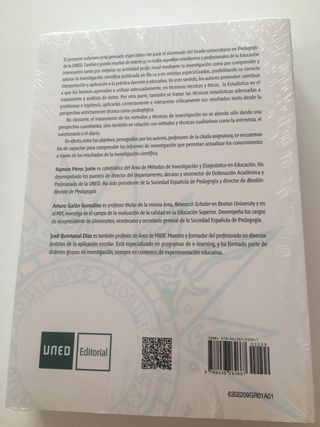 El presente volumen está pensado especialmente para el alumnado del Grado universitario en Pedagogía
de la UNED. También puede resultar de interés para todos aquellos estudiantes y profesionales de la Educación
interesados tanto por mejorar su actividad profesional mediante la investigación como por comprender y
valorar la investigación científica publicada en libros y en revistas especializadas, posibilitando su correcta
interpretación y aplicación a la práctica docente y educativa. En este sentido, los autores pretenden contribuir
a que los lectores aprendan a utilizar adecuadamente, en términos técnicos y éticos, la Estadística en el
tratamiento y análisis de datos. Por otra parte, también se tratan las técnicas estadísticas adecuadas a
problemas e hipótesis, aplicarlas correctamente e interpretar críticamente sus resultados tanto desde la
perspectiva estrictamente técnica como pedagógica.
No obstante, el tratamiento de los métodos y técnicas de investigación no se aborda sólo desde una
perspectiva cuantitativa, sino también en relación con métodos y técnicas cualitativos como la entrevista, el
cuestionario o el diario.
En efecto, entre los objetivos perseguidos por los autores, profesores de la citada asignatura, se encuentran
los de capacitar para comprender los informes de investigación que permitan actualizar los conocimientos
a través de los resultados de la investigación científica.
Ramón Pérez Juste es catedrático del Área de Métodos de Investigación y Diagnóstico en Educación. Ha
desempeñado los puestos de director del departamento, decano y vicerrector de Ordenación Académica y
Profesorado de la UNED. Ha sido presidente de la Sociedad Española de Pedagogía y director de Bordón.
Revista de Pedagogía.
Arturo Galán González es profesor titular de la misma área, Research Scholar en Boston University y en
el MIT, investiga en el campo de la evaluación de la calidad en la Educación Superior. Desempeña los cargos
de vicepresidente de Universitas, vicedecano y secretario general de la Sociedad Española de Pedagogía.
José Quintanal Díaz es también profesor de Área de MIDE. Maestro y formador del profesorado en diversos
ámbitos de la aplicación escolar. Está especializado en programas de e-learning, y ha formado parte de
distintos grupos de investigación, siempre en contextos de experimentación educativa.
UNED Editorial
02209
6302209GR01A01